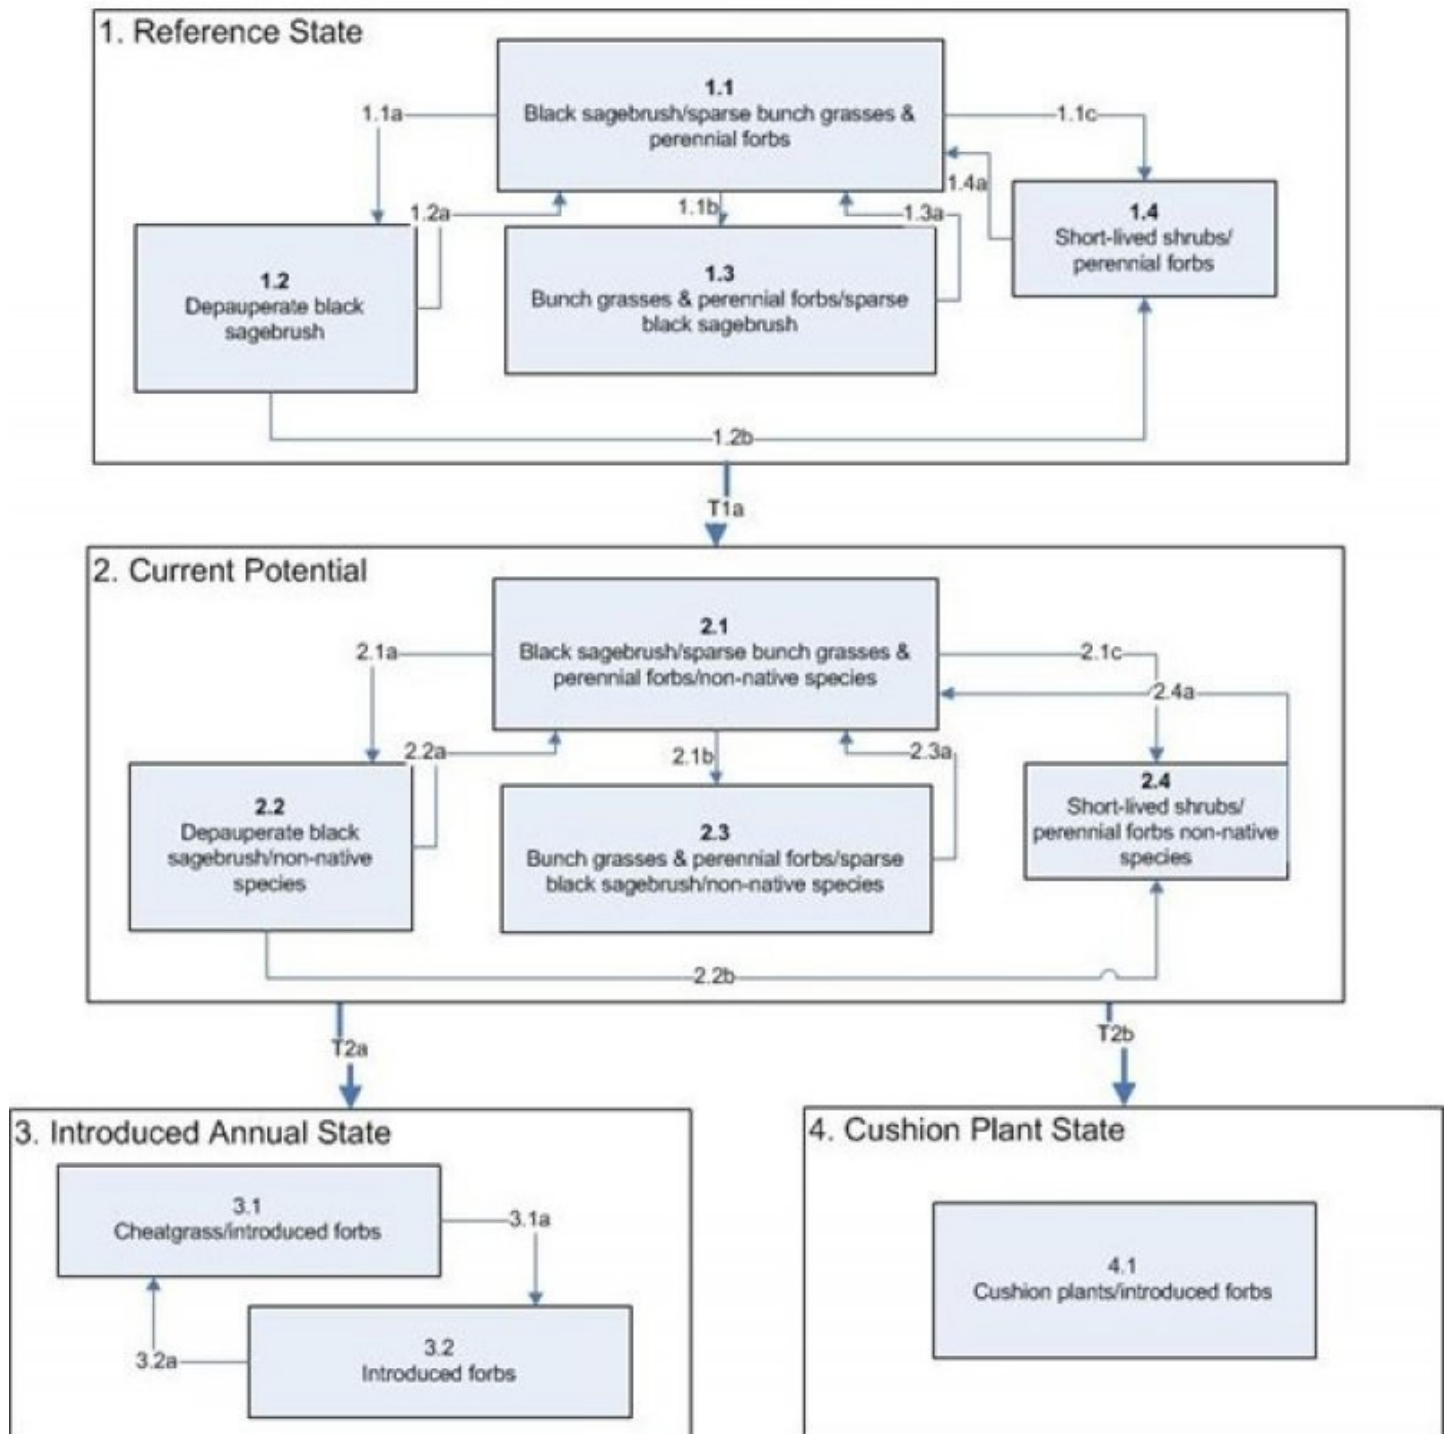 1. Reference State
1.1
Black sagebrush/sparse bunch grasses &
perennial forbs
1.1a
1.1c
1.4a
1.2a
1.1b
1.3a
1.4
Short-lived shrubs/
perennial forbs
1.2
Depauperate black
sagebrush
1.3
Bunch grasses & perennial forbs/sparse
black sagebrush
1.2b
T1a
2. Current Potential
2.1
Black sagebrush/sparse bunch grasses &
perennial forbs/non-native species
2.1a
2.1c
2.4a
2.2a
2.1b
2.3a
2.2
Depauperate black
sagebrush/non-native
species
2.3
Bunch grasses & perennial forbs/sparse
black sagebrush/non-native species
2.4
Short-lived shrubs/
perennial forbs non-native
species
2.2b
T2a
T2b
3. Introduced Annual State
3.1
Cheatgrass/introduced forbs
3.1a
3.2
Introduced forbs
3.2a
4. Cushion Plant State
4.1
Cushion plants/introduced forbs